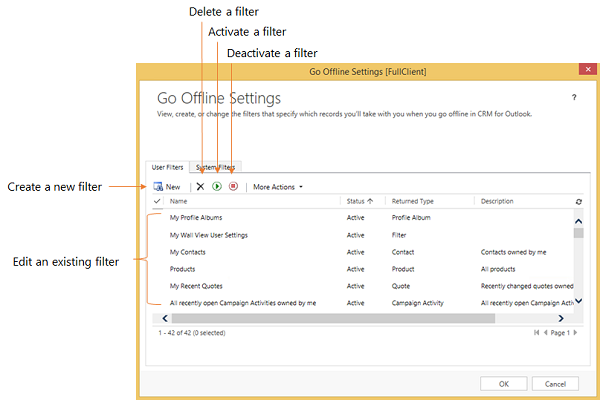 Delete a filter
Activate a filter
Deactivate a filter
Go Offline Settings [FullClient]
Go Offline Settings
?
View, create, or change the filters that specify which records you'll take with you when you go offline in CRM for Outlook.
User Filters System Filters
Create a new filter
New More Actions
Name Status Returned Type Description
My Profile Albums Active Profile Album
My Wall View User Settings Active Filter
My Contacts Active Contact Contacts owned by me
Edit an existing filter
Products Active Product All products
My Recent Quotes Active Quote Recently changed quotes owned
All recently open Campaign Activities owned by me Active Campaign Activity All recently open Campaign Activ
1 - 42 of 42 (0 selected) Page 1
OK Cancel